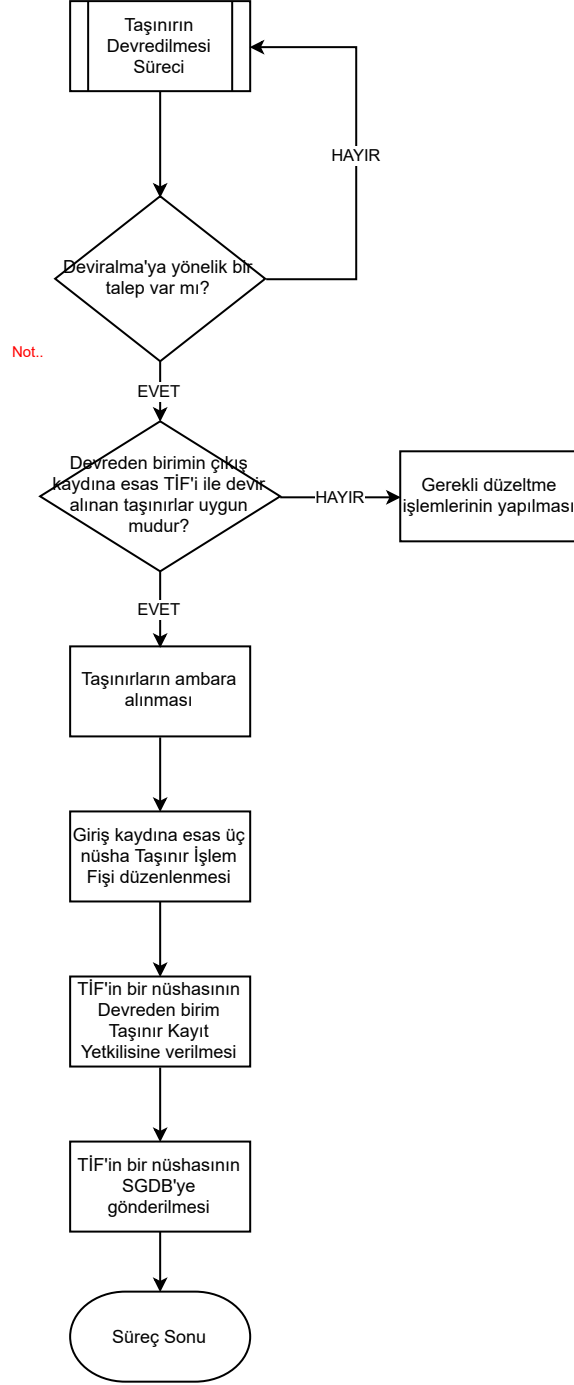 Taşınırın
Devredilmesi
Süreci
HAYIR
Deviralma'ya yönelik bir
talep var mı?
Not..
EVET
Devreden birimin çıkış
kaydına esas TİF'i ile devir
alınan taşınırlar uygun
mudur?
HAYIR
Gerekli düzeltme
işlemlerinin yapılması
EVET
Taşınırların ambara
alınması
Giriş kaydına esas üç
nüsha Taşınır İşlem
Fişi düzenlenmesi
TİF'in bir nüshasının
Devreden birim
Taşınır Kayıt
Yetkilisine verilmesi
TİF'in bir nüshasının
SGDB'ye
gönderilmesi
Süreç Sonu